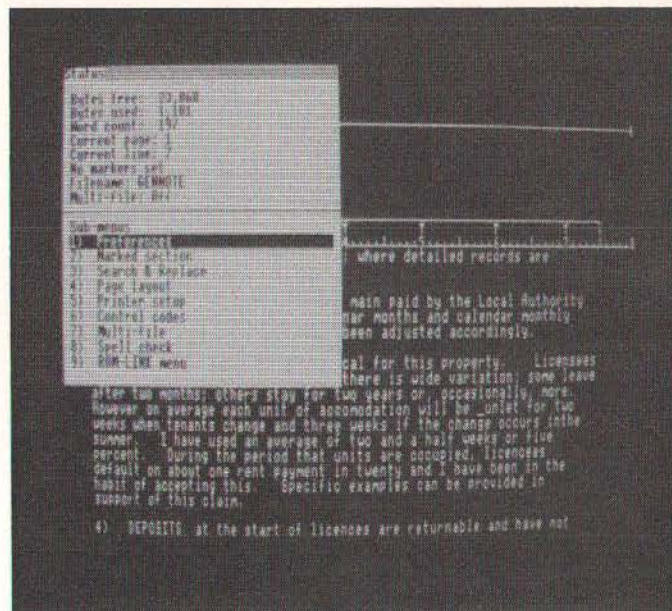 Status
Bytes free: 23,868
Bytes used: 1,101
Word count: 197
Current page: 1
Current line: 7
No markers set
Filename: GENNOTE
Multi-file: Off
Sub-menus
1) Preferences
2) Marked section
3) Search & Replace
4) Page layout
5) Printer setup
6) Control codes
7) Multi-file
8) Spell check
9) ROM-LINK menu
where detailed records are
main paid by the Local Authority
nar months and calendar monthly
been adjusted accordingly.
cal for this property. Licensees
there is wide variation; some leave
after two months; others stay for two years or, occasionally, more.
However on average each unit of accomodation will be unlet for two
weeks when tenants change and three weeks if the change occurs inthe
summer. I have used an average of two and a half weeks or five
percent. During the period that units are occupied, licencees
default on about one rent payment in twenty and I have been in the
habit of accepting this. Specific examples can be provided in
support of this claim.
4) DEPOSITS at the start of licences are returnable and have not